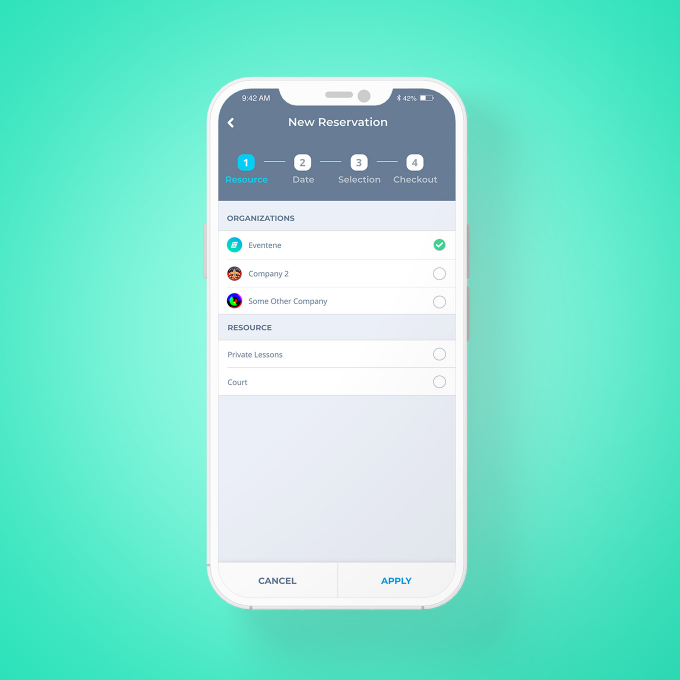 9:42 AM 42%
New Reservation
1 2 3 4
Resource Date Selection Checkout
ORGANIZATIONS
Eventene
Company 2
Some Other Company
RESOURCE
Private Lessons
Court
CANCEL APPLY